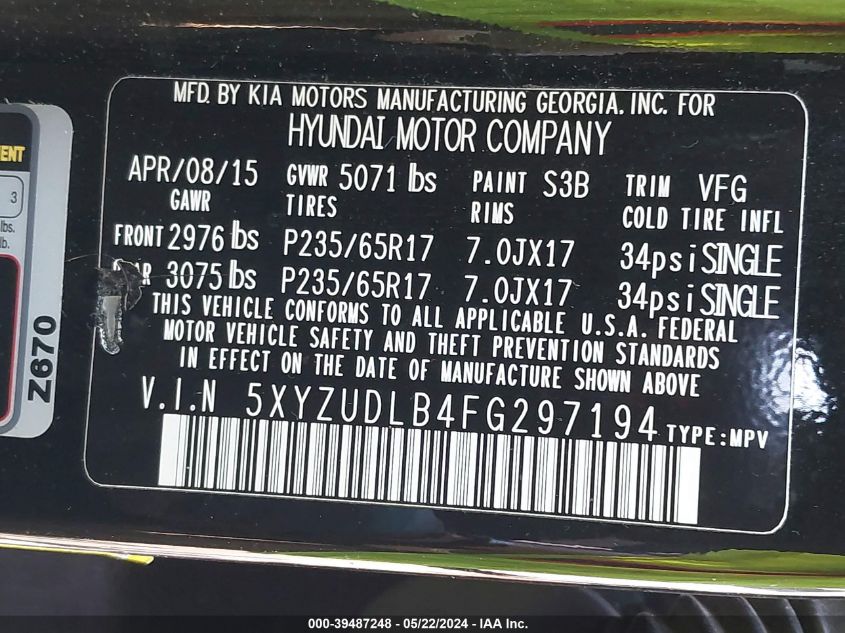 MFD. BY KIA MOTORS MANUFACTURING GEORGIA. INC. FOR
HYUNDAI MOTOR COMPANY
APR/08/15 GVWR 5071 lbs PAINT S3B TRIM VFG
GAWR TIRES RIMS COLD TIRE INFL
FRONT 2976 lbs P235/65R17 7.0JX17 34psi SINGLE
3075 lbs P235/65R17 7.0JX17 34psi SINGLE
THIS VEHICLE CONFORMS TO ALL APPLICABLE U.S.A. FEDERAL
MOTOR VEHICLE SAFETY AND THEFT PREVENTION STANDARDS
IN EFFECT ON THE DATE OF MANUFACTURE SHOWN ABOVE
V.I.N 5XYZUDLB4FG297194 TYPE:MPV
3
lbs.
lb.
Z670
000-39487248 - 05/22/2024 - IAA Inc.